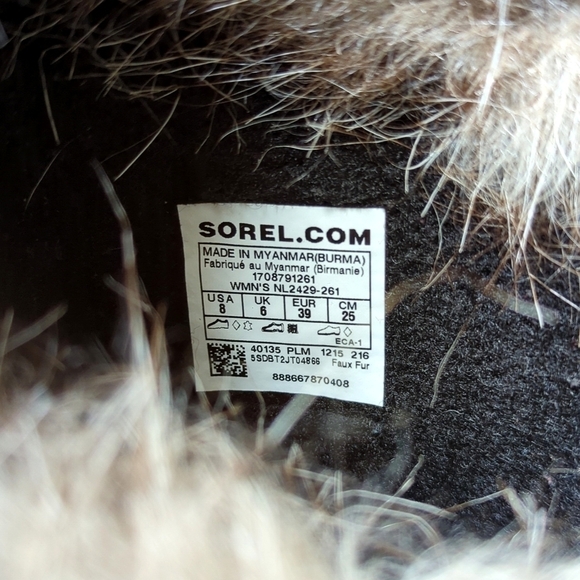 SOREL.COM
MADE IN MYANMAR(BURMA)
Fabriqué au Myanmar (Birmanie)
1708791261
WMN'S NL2429-261
USA UK EUR CM
8 6 39 25
ECA-1
40135 PLM 1215 216
5SDBT2JT04866 Faux Fur
888667870408